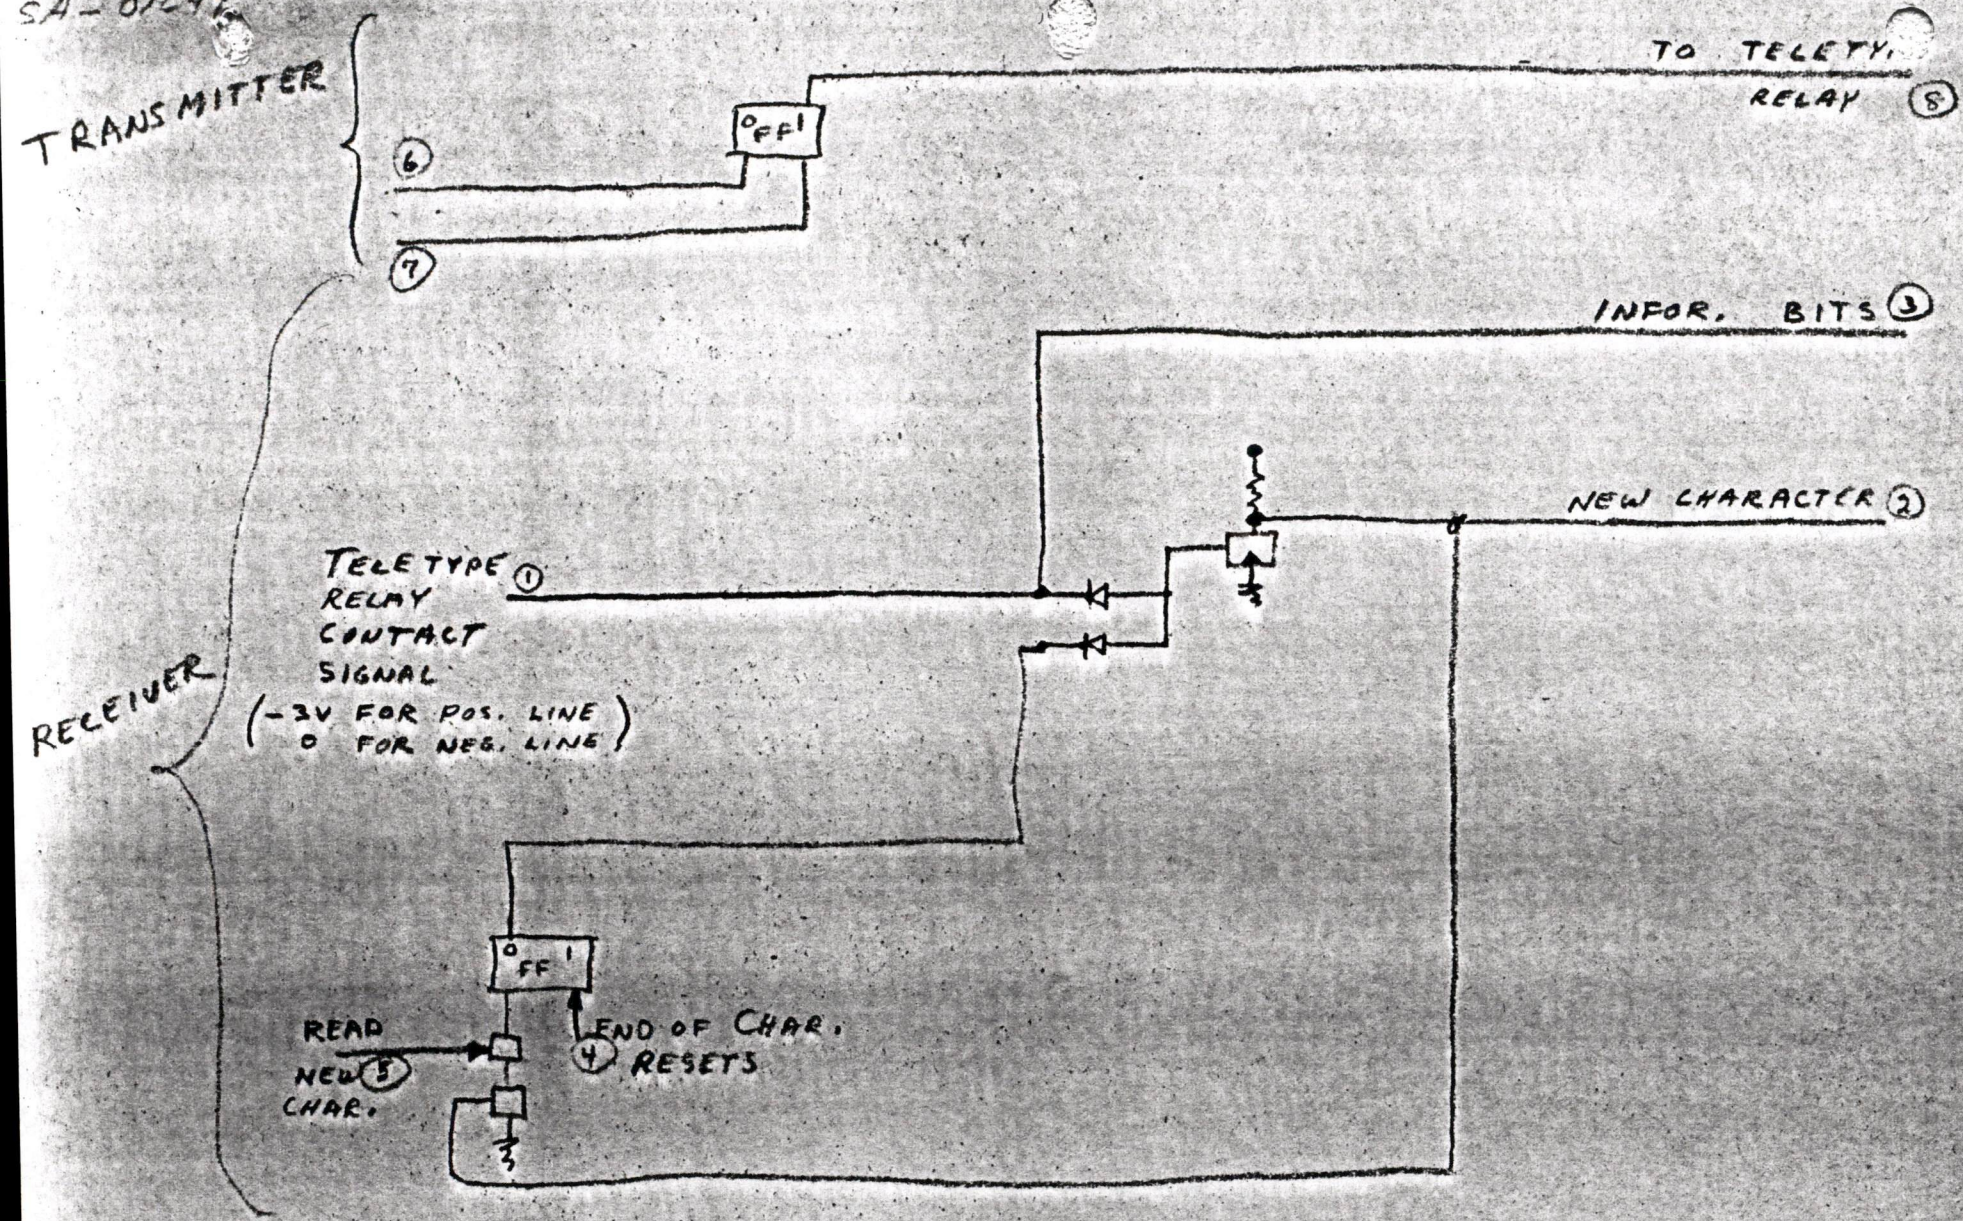 TRANSMITTER
TO
RELAY 8
0 FF 1
6
7
INFOR. BITS 3
NEW CHARACTER 2
TELETYPE 1
RELAY
CONTACT
SIGNAL
(-3V FOR POS. LINE
0 FOR NEG. LINE)
RECEIVER
0 FF 1
READ
NEW 5
CHAR.
END OF CHAR.
4 RESETS